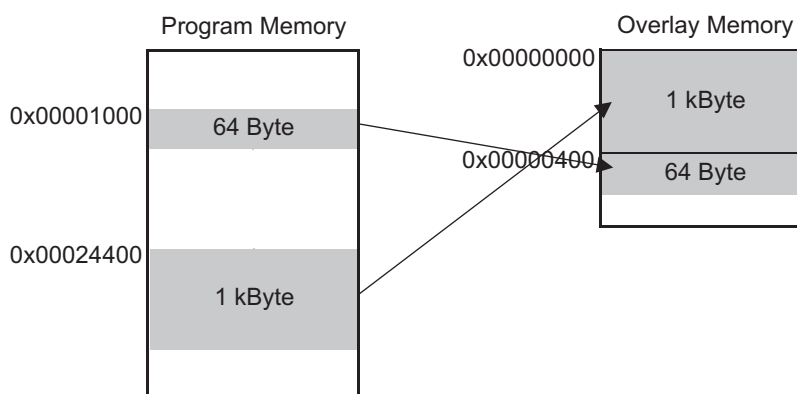 Program Memory
Overlay Memory
0x00000000
1 kByte
0x00001000
64 Byte
0x00000400
64 Byte
0x00024400
1 kByte